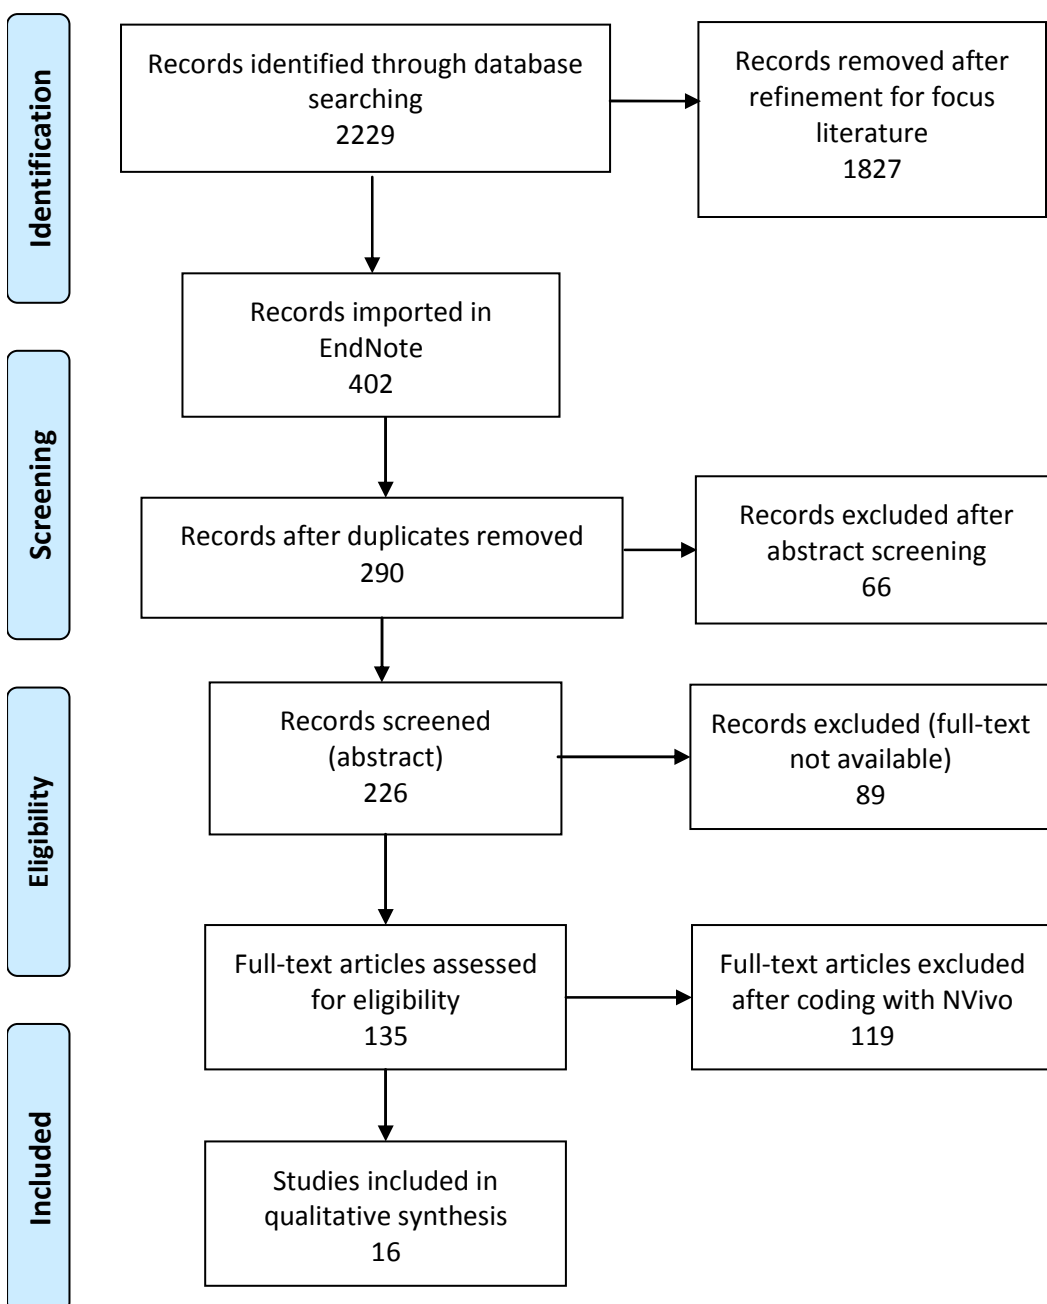 Identification
Records identified through database
searching
2229
Records removed after
refinement for focus
literature
1827
Records imported in
EndNote
402
Screening
Records after duplicates removed
290
Records excluded after
abstract screening
66
Eligibility
Records screened
(abstract)
226
Records excluded (full-text
not available)
89
Full-text articles assessed
for eligibility
135
Full-text articles excluded
after coding with NVivo
119
Included
Studies included in
qualitative synthesis
16